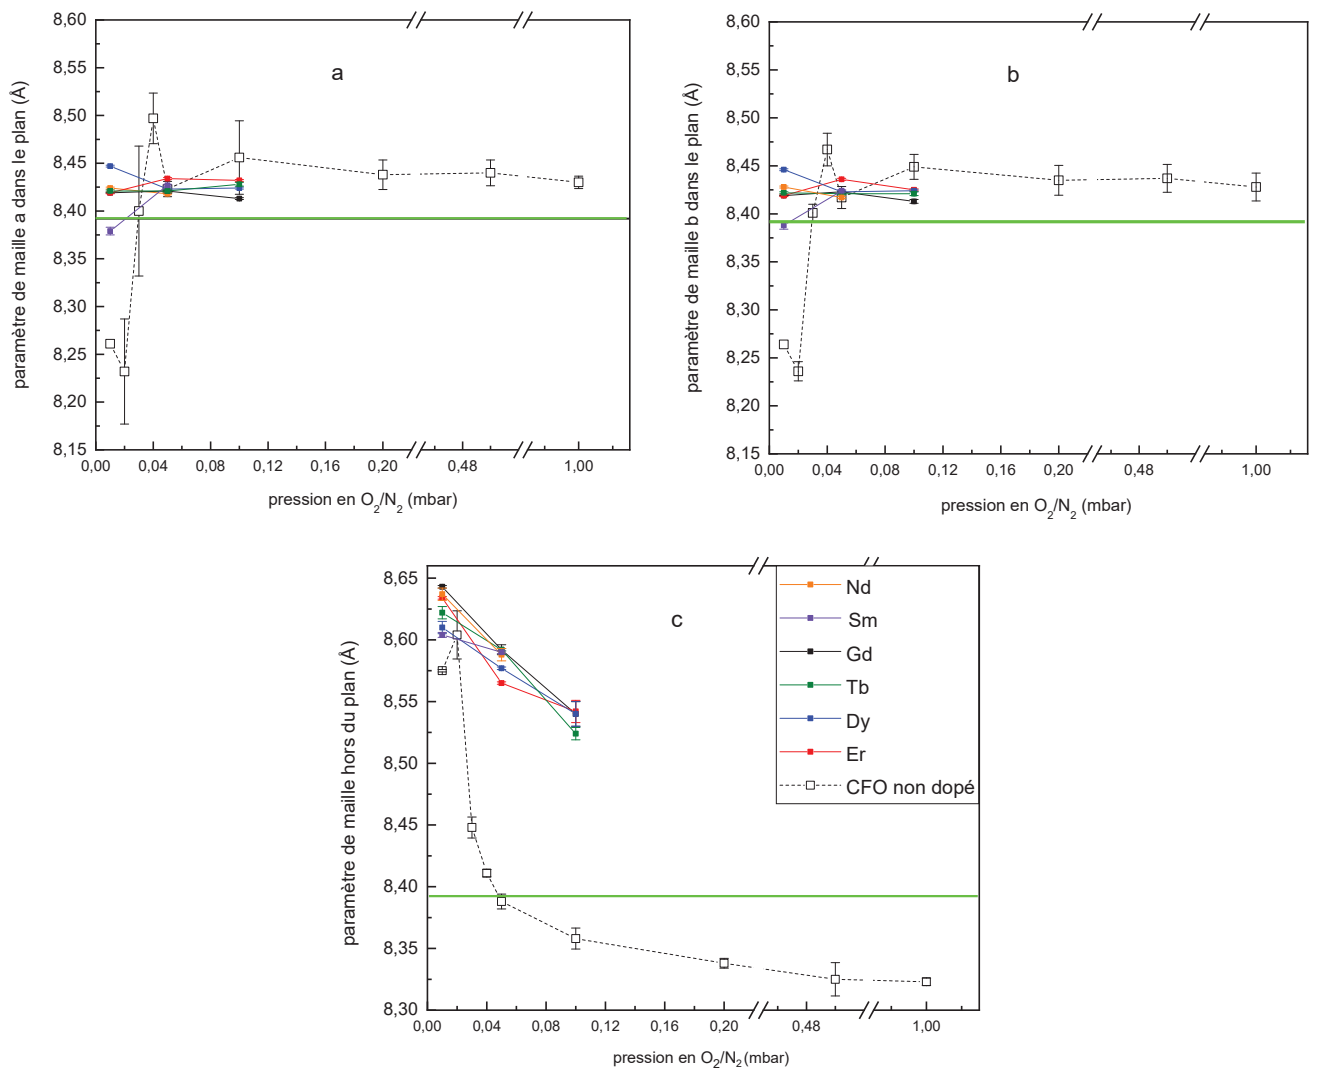 a
paramètre de maille a dans le plan (Å)
8,60
8,55
8,50
8,45
8,40
8,35
8,30
8,25
8,20
8,15
0,00 0,04 0,08 0,12 0,16 0,20 0,48 1,00
pression en O2/N2 (mbar)
b
paramètre de maille b dans le plan (Å)
8,60
8,55
8,50
8,45
8,40
8,35
8,30
8,25
8,20
8,15
0,00 0,04 0,08 0,12 0,16 0,20 0,48 1,00
pression en O2/N2 (mbar)
c
paramètre de maille hors du plan (Å)
8,65
8,60
8,55
8,50
8,45
8,40
8,35
8,30
0,00 0,04 0,08 0,12 0,16 0,20 0,48 1,00
pression en O2/N2 (mbar)
Nd
Sm
Gd
Tb
Dy
Er
CFO non dopé